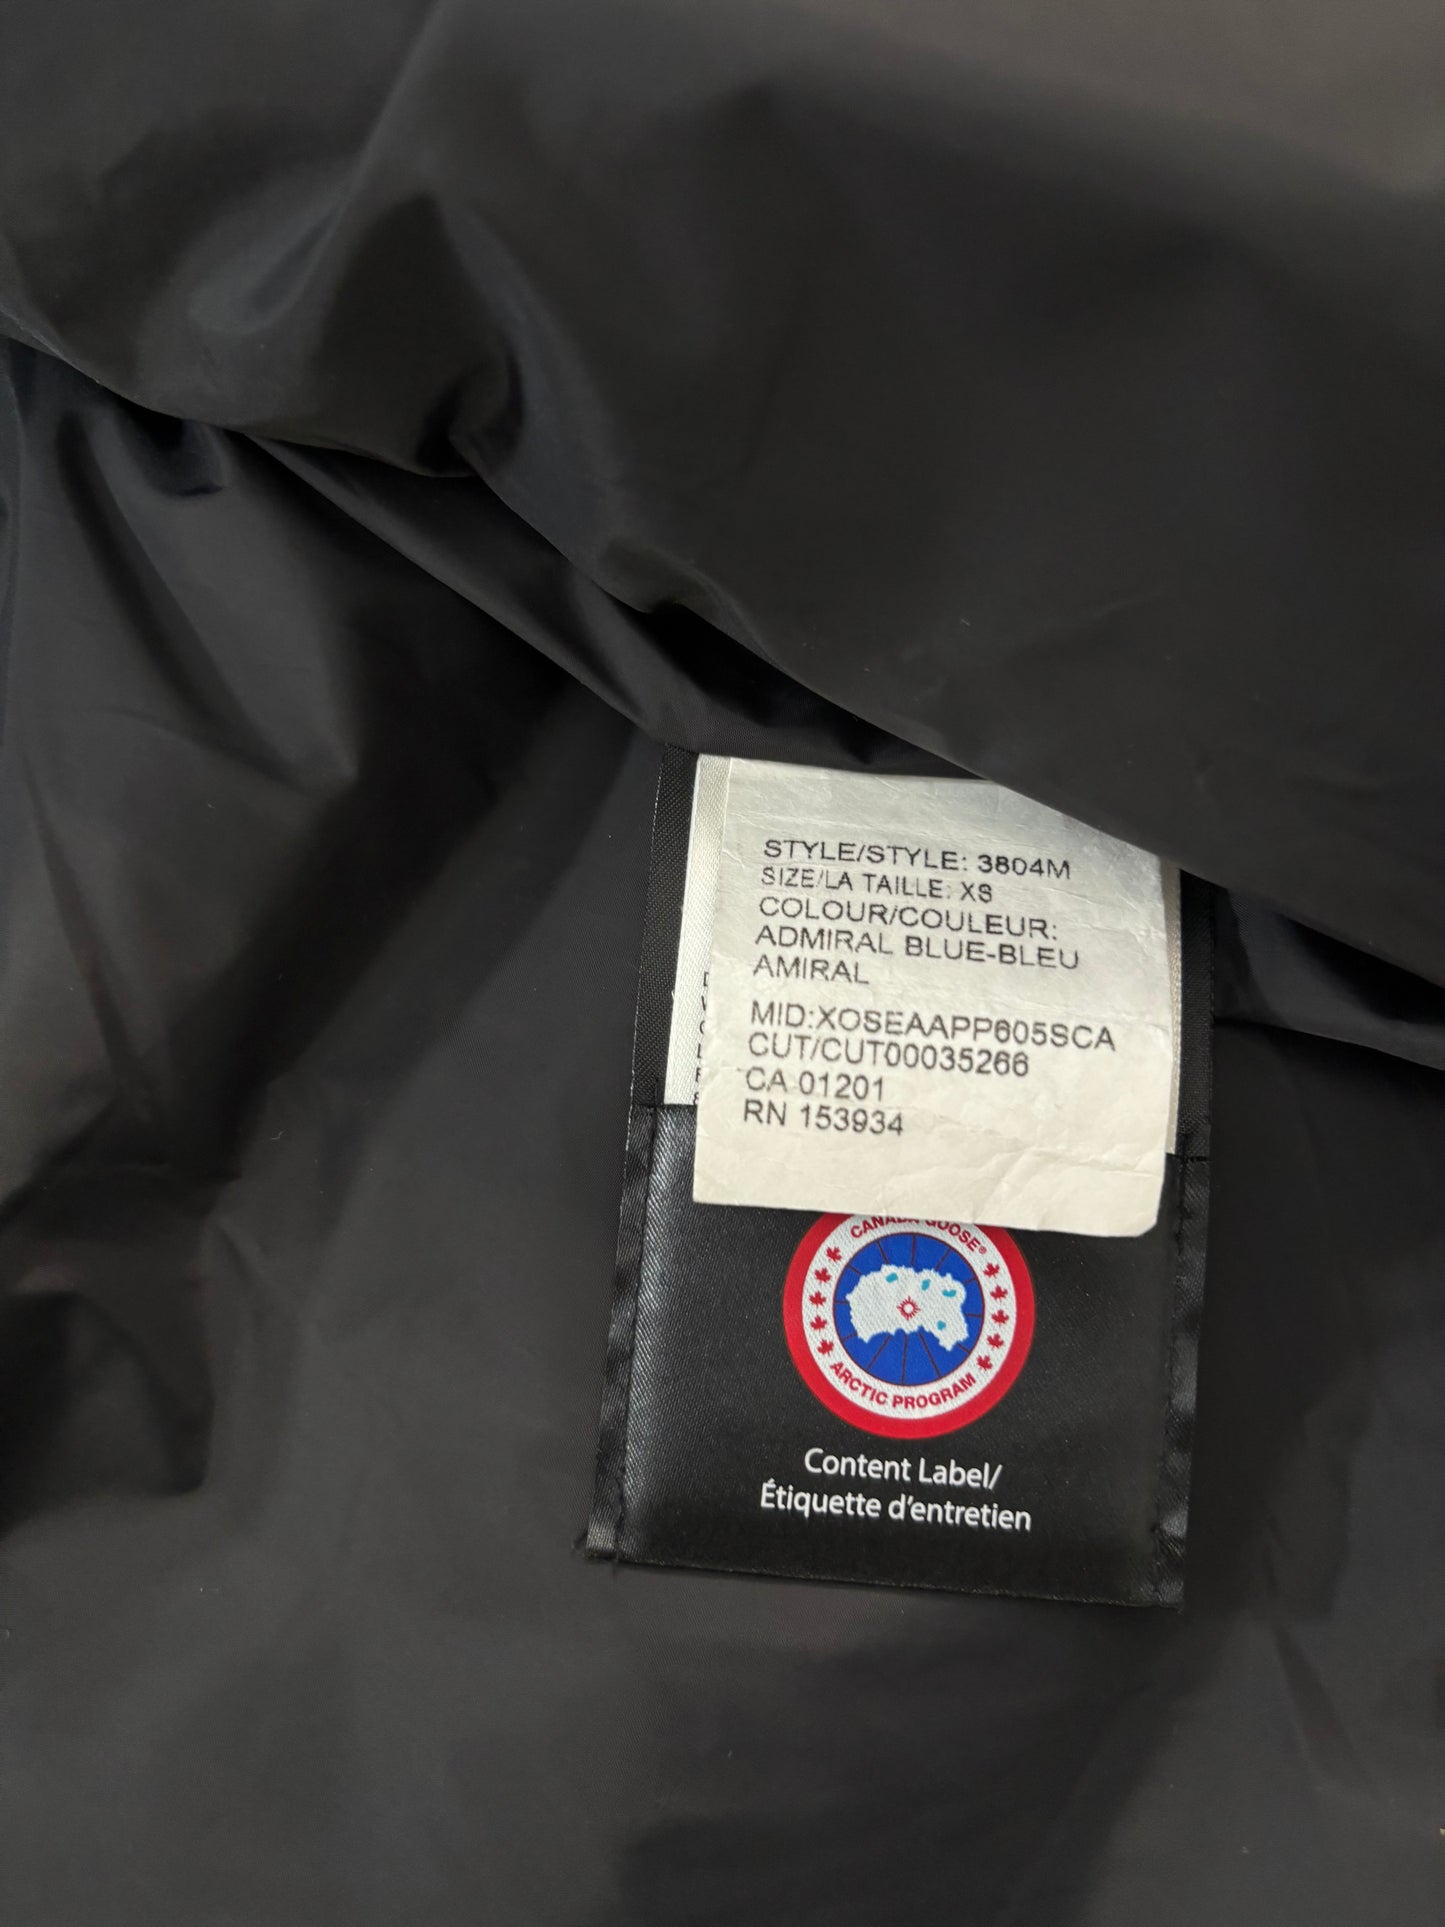 STYLE/STYLE: 3804M
SIZE/LA TAILLE: XS
COLOUR/COULEUR:
ADMIRAL BLUE-BLEU
AMIRAL
MID:XOSEAAPP605SCA
CUT/CUT00035266
CA 01201
RN 153934
CANADA GOOSE®
ARCTIC PROGRAM
Content Label/
Étiquette d'entretien